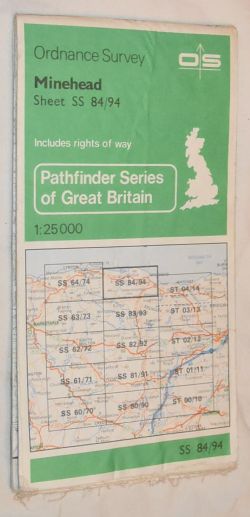 Ordnance Survey
OS
Minehead
Sheet SS 84/94
Includes rights of way
Pathfinder Series
of Great Britain
1:25 000
SS 64/74
SS 84/94
ST 04/14
SS 63/73
SS 83/93
ST 03/13
SS 62/72
SS 82/92
ST 02/12
SS 61/71
SS 81/91
ST 01/11
SS 60/70
SS 80/90
ST 00/10
SS 84/94